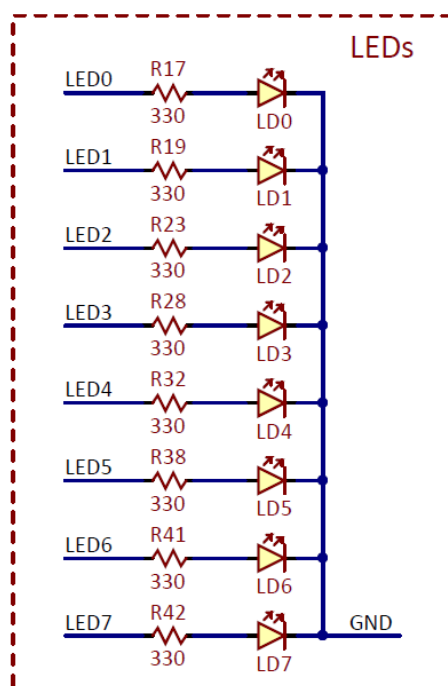 LEDs
LED0 R17 330 LD0
LED1 R19 330 LD1
LED2 R23 330 LD2
LED3 R28 330 LD3
LED4 R32 330 LD4
LED5 R38 330 LD5
LED6 R41 330 LD6
LED7 R42 330 LD7 GND